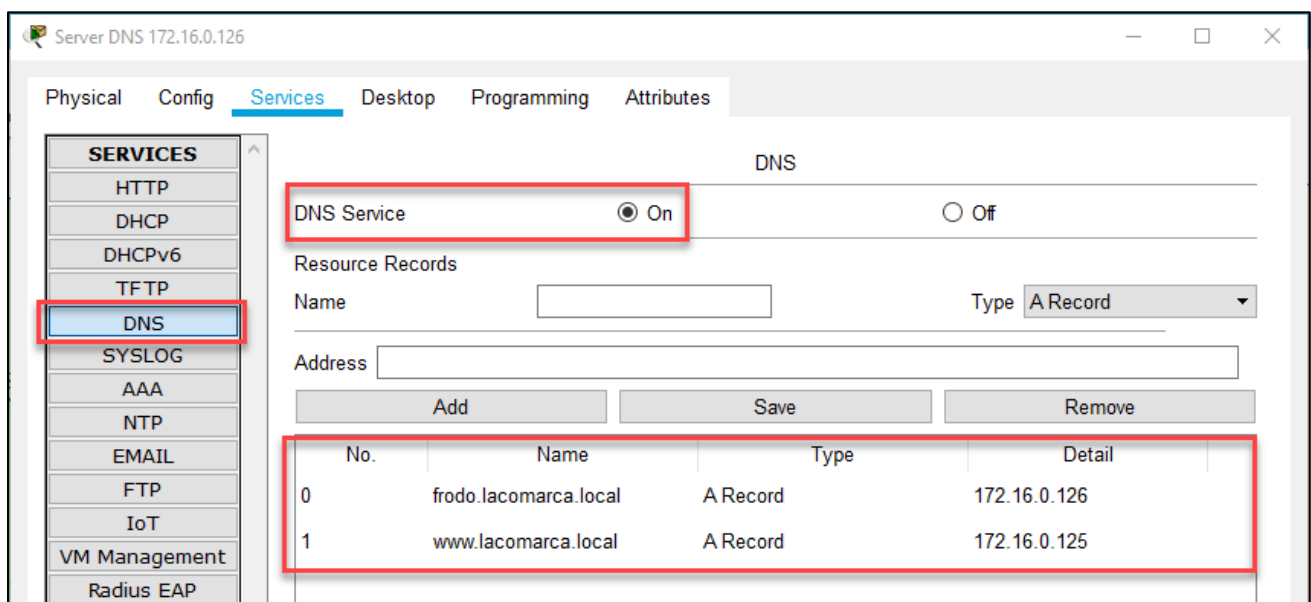 Server DNS 172.16.0.126
Physical Config Services Desktop Programming Attributes
SERVICES
HTTP
DHCP
DHCPv6
TFTP
DNS
SYSLOG
AAA
NTP
EMAIL
FTP
IoT
VM Management
Radius EAP
DNS
DNS Service On Off
Resource Records
Name Type A Record
Address
Add Save Remove
No. Name Type Detail
0 frodo.lacomarca.local A Record 172.16.0.126
1 www.lacomarca.local A Record 172.16.0.125